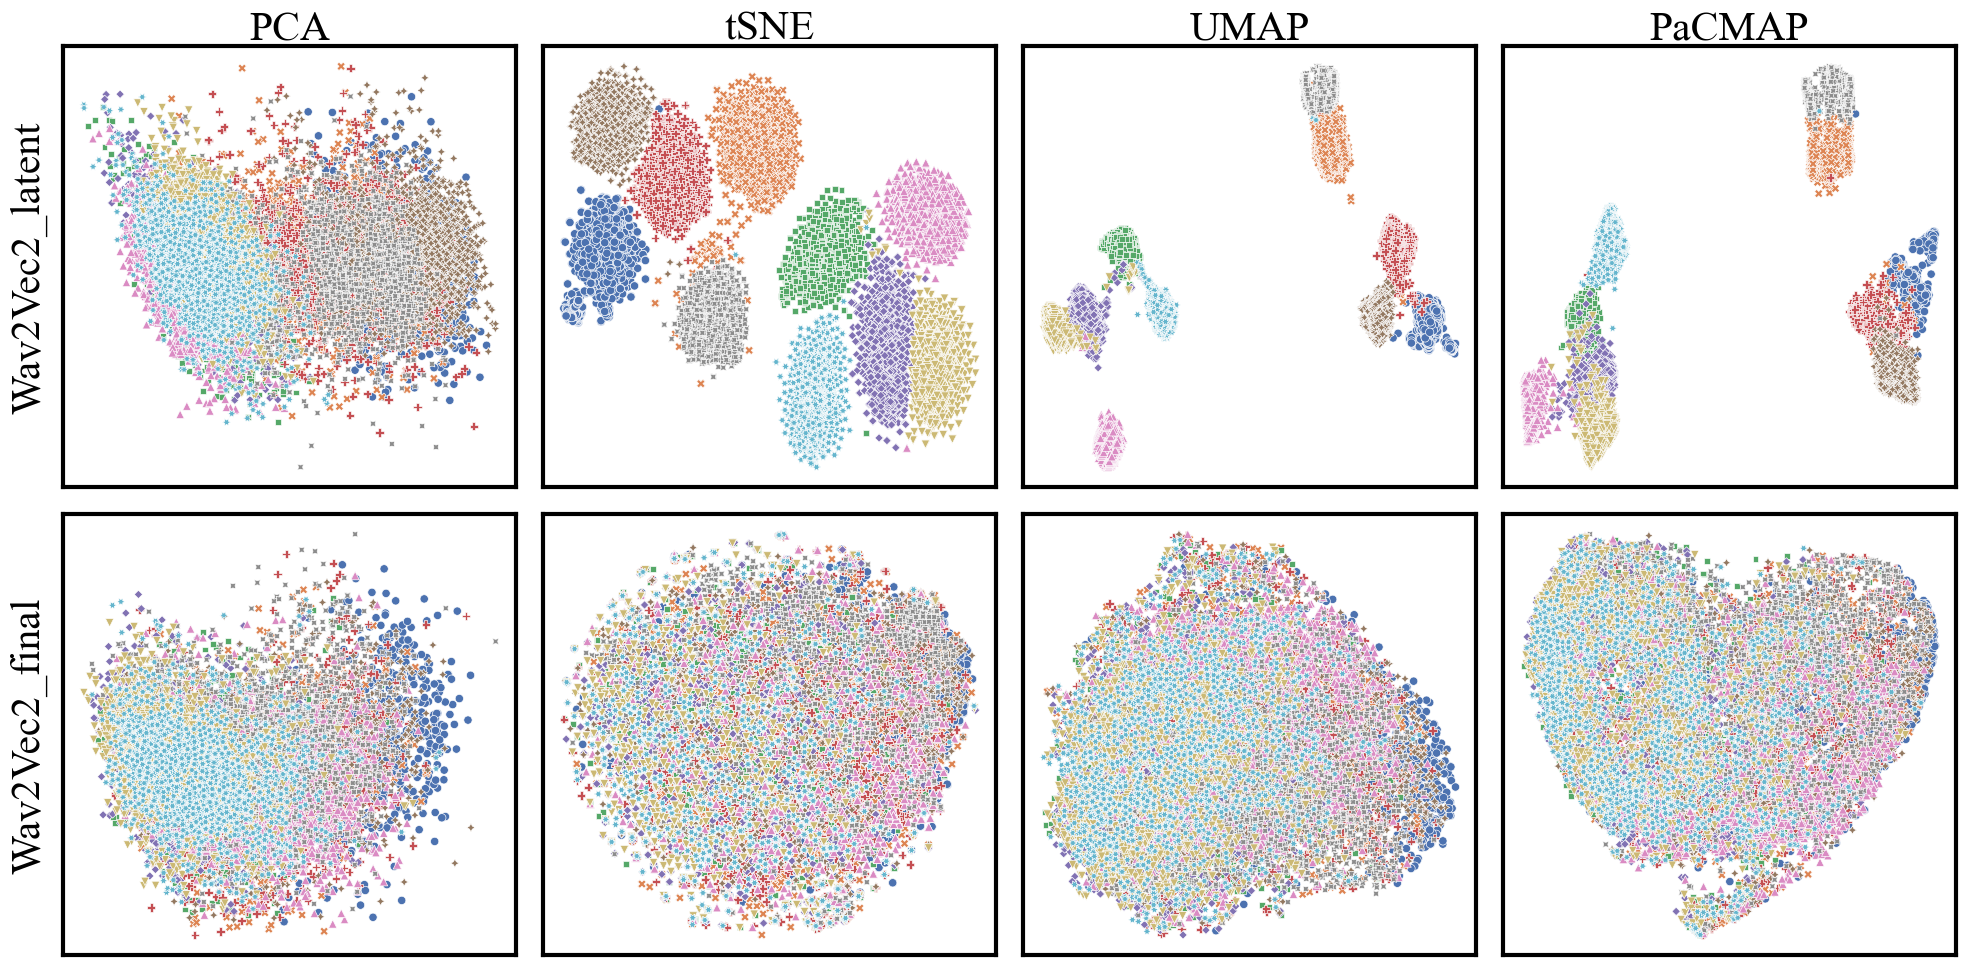 PCA
tSNE
UMAP
PaCMAP
Wav2Vec2_latent
Wav2Vec2_final